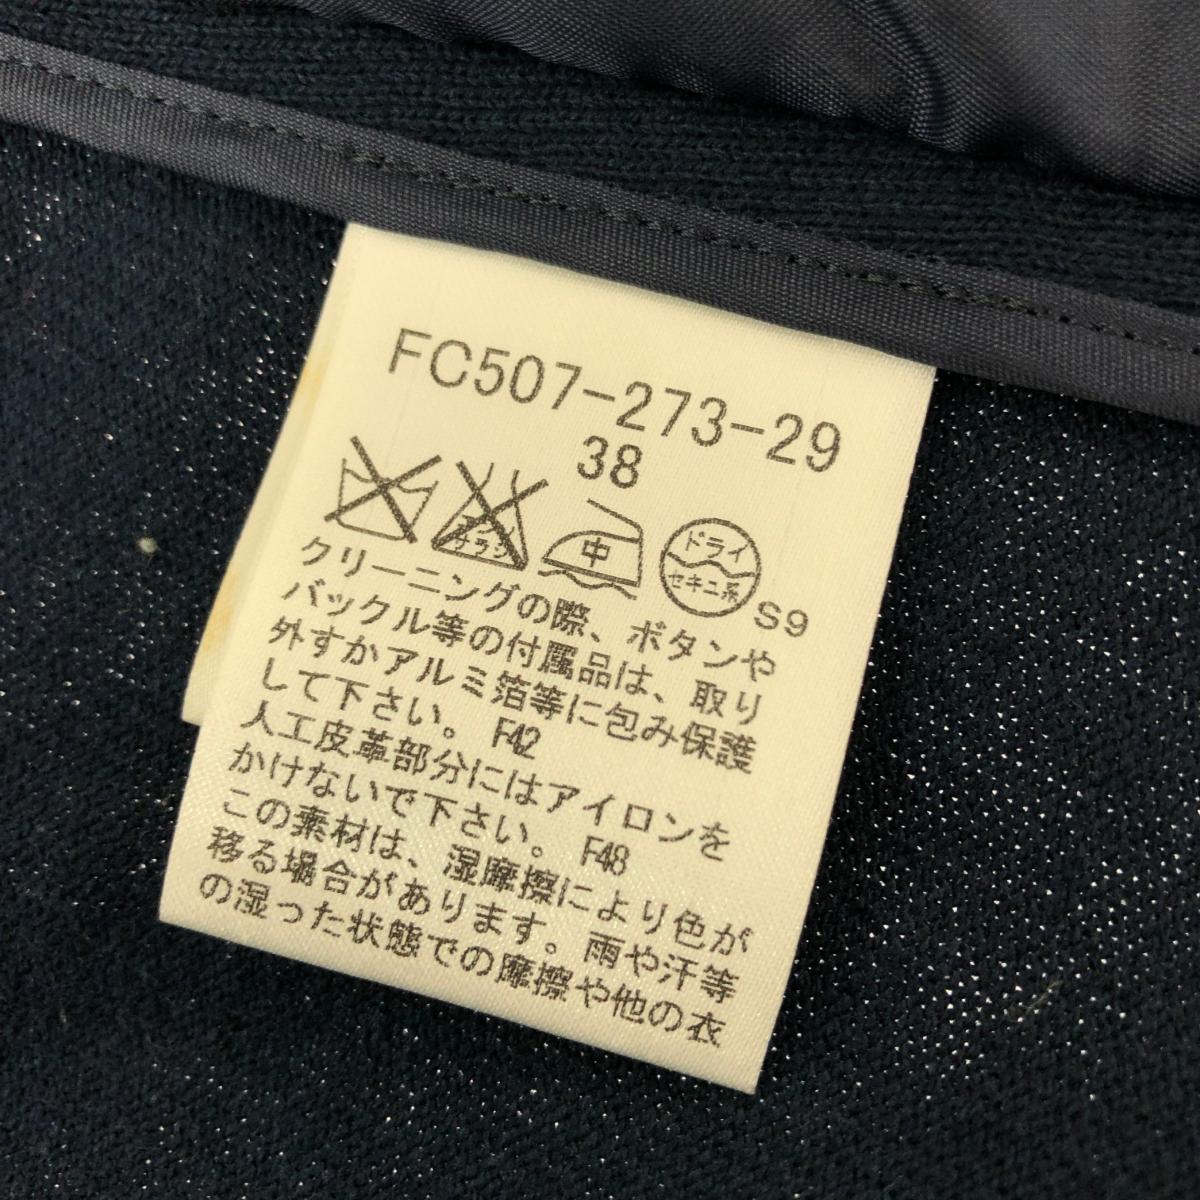 FC507-273-29
38
エンソ
サラシ
中
ドライ
セキユ系
S9
クリーニングの際、ボタンや
バックル等の付属品は、取り
外すかアルミ箔等に包み保護
して下さい。 F42
人工皮革部分にはアイロンを
かけないで下さい。 F48
この素材は、湿摩擦により色が
移る場合があります。雨や汗等
の湿った状態での摩擦や他の衣